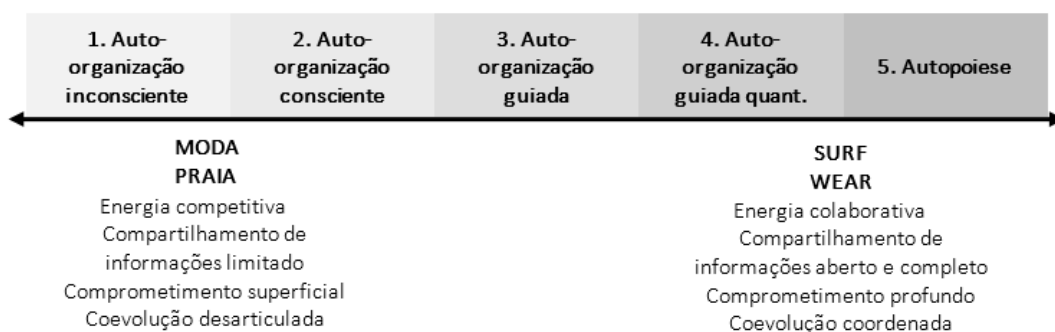 1. Auto-
organização
inconsciente
2. Auto-
organização
consciente
3. Auto-
organização
guiada
4. Auto-
organização
guiada quant.
5. Autopoiese
MODA
PRAIA
Energia competitiva
Compartilhamento de
informações limitado
Comprometimento superficial
Coevolução desarticulada
SURF
WEAR
Energia colaborativa
Compartilhamento de
informações aberto e completo
Comprometimento profundo
Coevolução coordenada